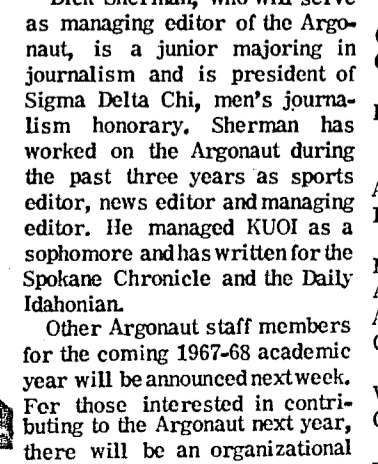 Dick Sherman, who will serve
as managing editor of the Argo-
naut, is a junior majoring in
journalism and is president of
Sigma Delta Chi, men's journa-
lism honorary. Sherman has
worked on the Argonaut during
the past three years as sports
editor, news editor and managing
editor. He managed KUOI as a
sophomore and has written for the
Spokane Chronicle and the Daily
Idahonian.
Other Argonaut staff members
for the coming 1967-68 academic
year will be announced next week.
For those interested in contri-
buting to the Argonaut next year,
there will be an organizational